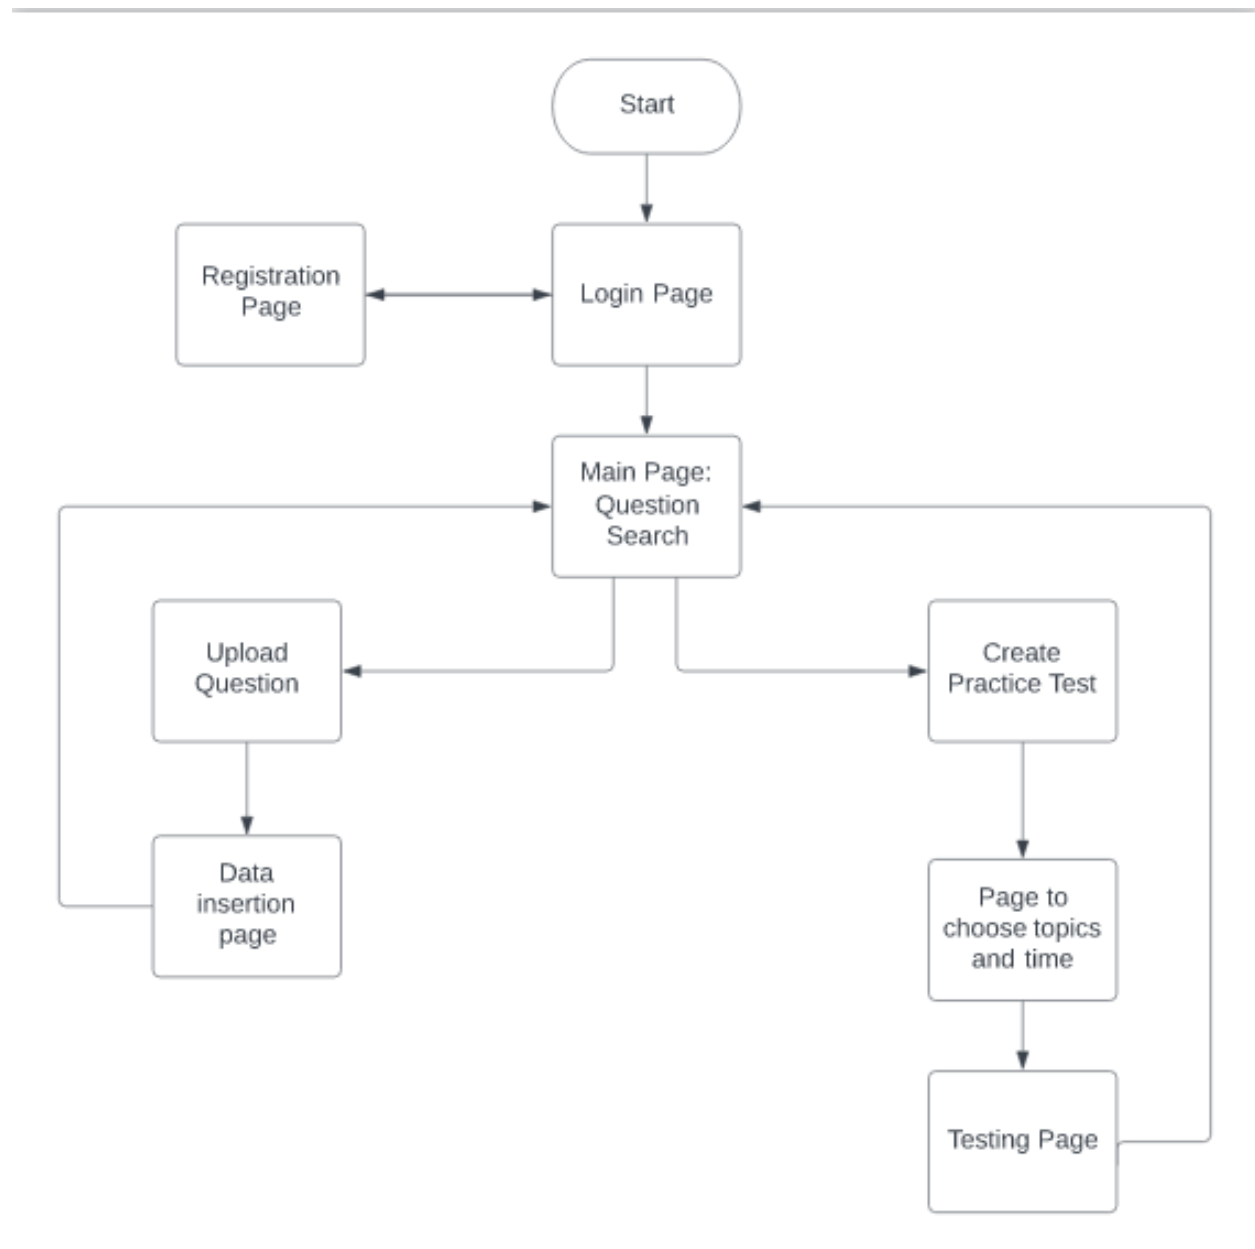 Start
Registration
Page
Login Page
Main Page:
Question
Search
Upload
Question
Create
Practice Test
Data
insertion
page
Page to
choose topics
and time
Testing Page